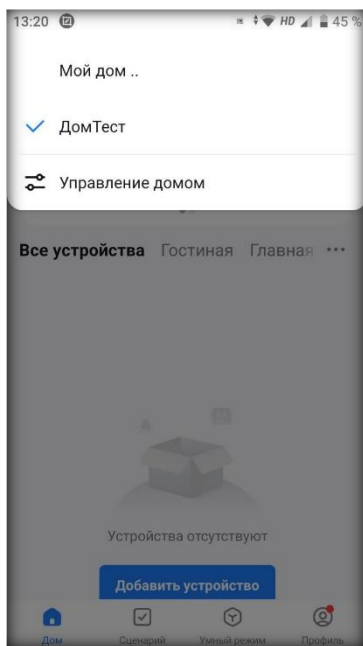 13:20 HD 45 %
Мой дом ..
ДомТест
Управление домом
Все устройства Гостиная Главная ...
Устройства отсутствуют
Добавить устройство
Дом Сценарий Умный режим Профиль